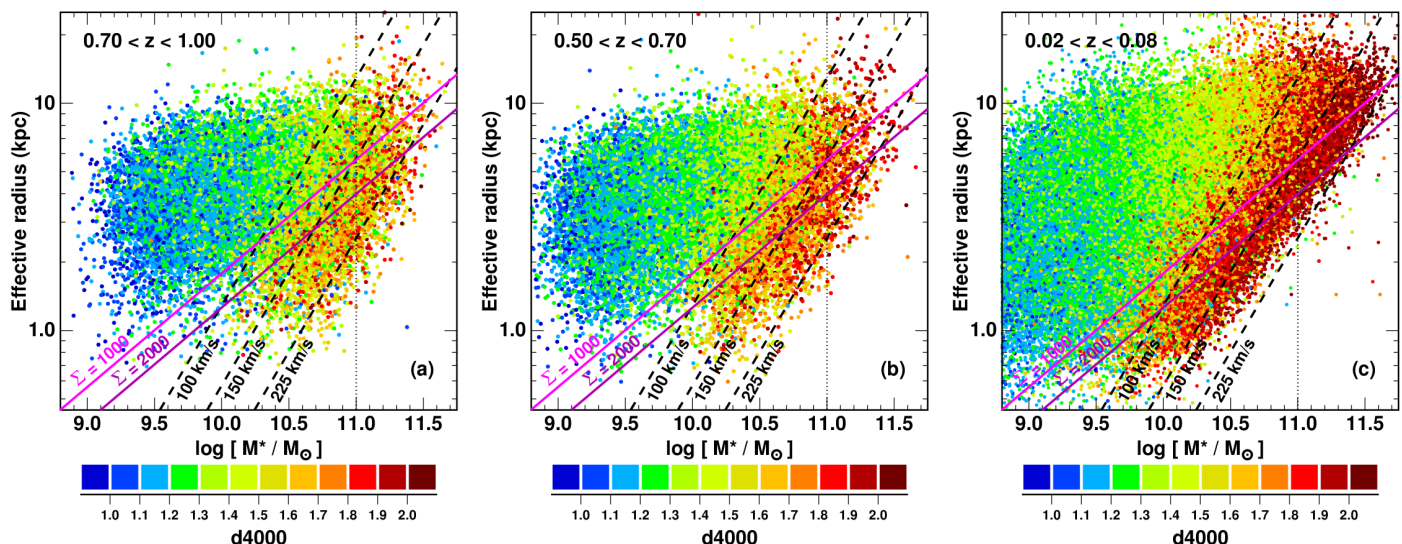 0.70 < z < 1.00
Effective radius (kpc)
10
1.0
Σ = 1000
Σ = 2000
100 km/s
150 km/s
225 km/s
(a)
9.0 9.5 10.0 10.5 11.0 11.5
log [ M* / M⊙ ]
1.0 1.1 1.2 1.3 1.4 1.5 1.6 1.7 1.8 1.9 2.0
d4000
0.50 < z < 0.70
Effective radius (kpc)
10
1.0
Σ = 1000
Σ = 2000
100 km/s
150 km/s
225 km/s
(b)
9.0 9.5 10.0 10.5 11.0 11.5
log [ M* / M⊙ ]
1.0 1.1 1.2 1.3 1.4 1.5 1.6 1.7 1.8 1.9 2.0
d4000
0.02 < z < 0.08
Effective radius (kpc)
10
1.0
Σ = 1000
Σ = 2000
100 km/s
150 km/s
225 km/s
(c)
9.0 9.5 10.0 10.5 11.0 11.5
log [ M* / M⊙ ]
1.0 1.1 1.2 1.3 1.4 1.5 1.6 1.7 1.8 1.9 2.0
d4000